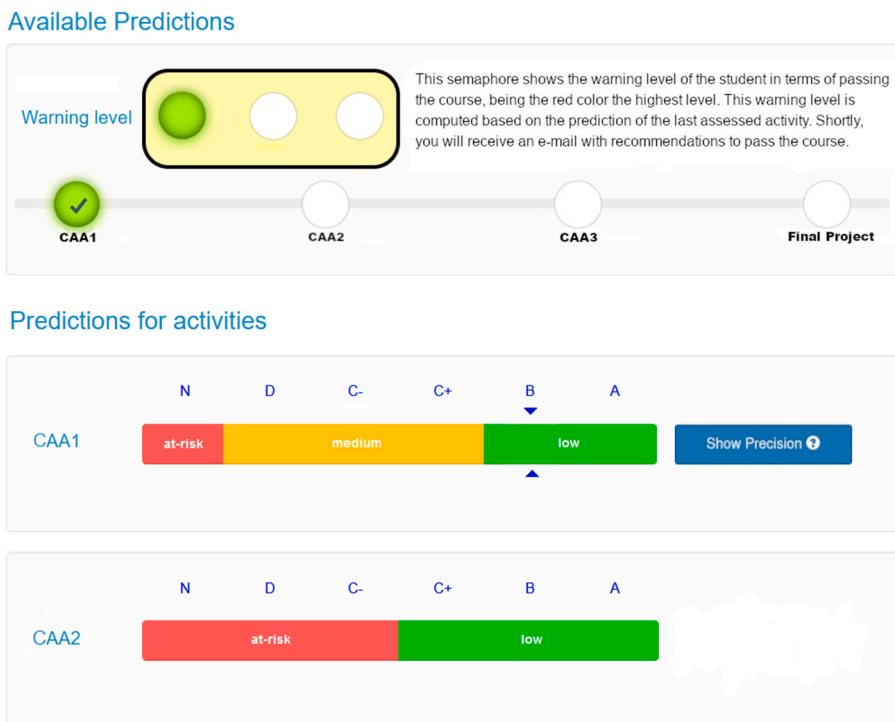 Available Predictions
This semaphore shows the warning level of the student in terms of passing
the course, being the red color the highest level. This warning level is
Warning level
computed based on the prediction of the last assessed activity. Shortly,
you will receive an e-mail with recommendations to pass the course.
CAA1 CAA2 CAA3 Final Project
Predictions for activities
N D C- C+ B A
CAA1 at-risk medium low Show Precision ?
N D C- C+ B A
CAA2 at-risk low